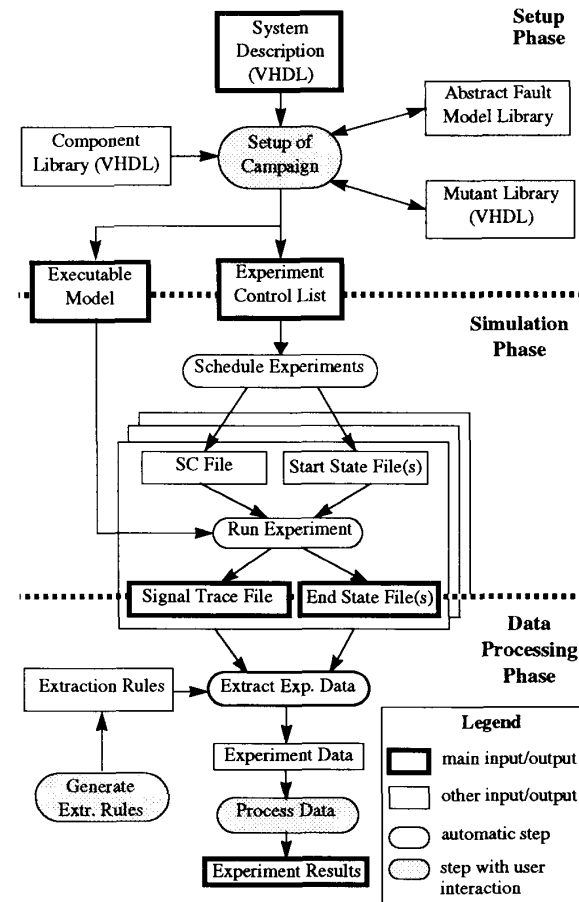 Setup
Phase
System
Description
(VHDL)
Abstract Fault
Model Library
Component
Library (VHDL)
Setup of
Campaign
Mutant Library
(VHDL)
Executable
Model
Experiment
Control List
Simulation
Phase
Schedule Experiments
SC File
Start State File(s)
Run Experiment
Signal Trace File
End State File(s)
Data
Processing
Phase
Extraction Rules
Extract Exp. Data
Experiment Data
Generate
Extr. Rules
Process Data
Experiment Results
Legend
main input/output
other input/output
automatic step
step with user
interaction